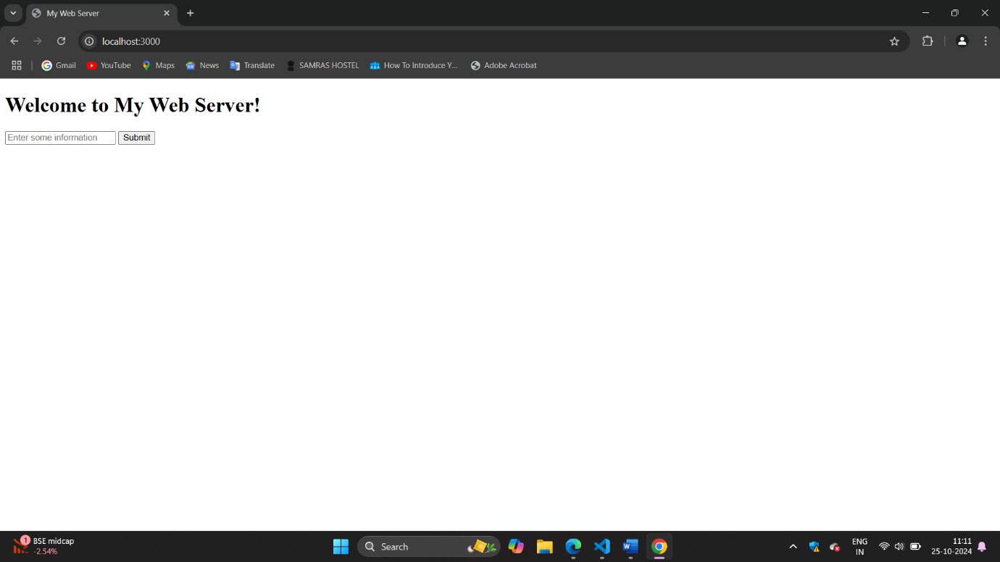 My Web Server
localhost:3000
Gmail YouTube Maps News Translate SAMRAS HOSTEL How To Introduce Y... Adobe Acrobat
Welcome to My Web Server!
Enter some information Submit
1 BSE midcap
-2.54%
Search
ENG
IN
11:11
25-10-2024